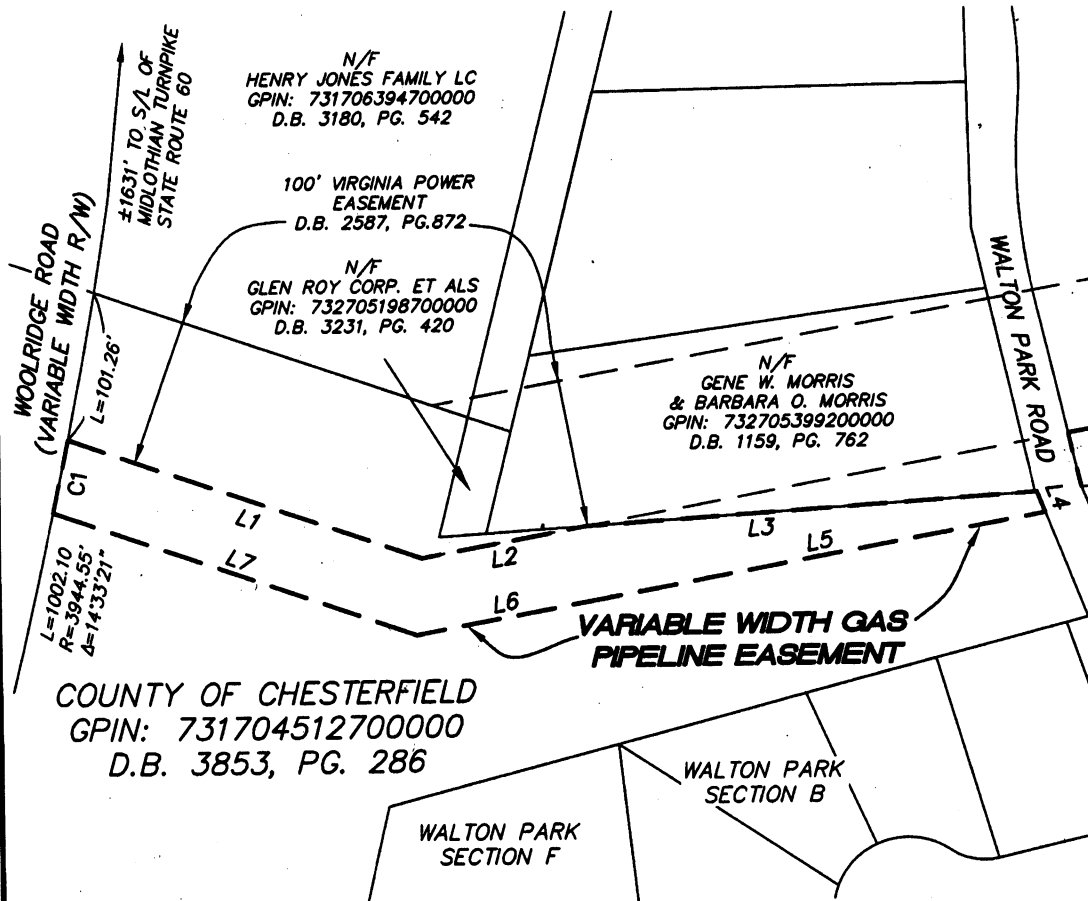 ±1631' TO S/L OF
MIDLOTHIAN TURNPIKE
STATE ROUTE 60
N/F
HENRY JONES FAMILY LC
GPIN: 731706394700000
D.B. 3180, PG. 542
100' VIRGINIA POWER
EASEMENT
D.B. 2587, PG.872
N/F
GLEN ROY CORP. ET ALS
GPIN: 732705198700000
D.B. 3231, PG. 420
WOOLRIDGE ROAD
(VARIABLE WIDTH R/W)
L=101.26'
N/F
GENE W. MORRIS
& BARBARA O. MORRIS
GPIN: 732705399200000
D.B. 1159, PG. 762
WALTON PARK ROAD
C1
L1
L2
L3
L4
L5
L6
L7
L=1002.10
R=3944.55'
Δ=14°33'21"
VARIABLE WIDTH GAS
PIPELINE EASEMENT
COUNTY OF CHESTERFIELD
GPIN: 731704512700000
D.B. 3853, PG. 286
WALTON PARK
SECTION B
WALTON PARK
SECTION F